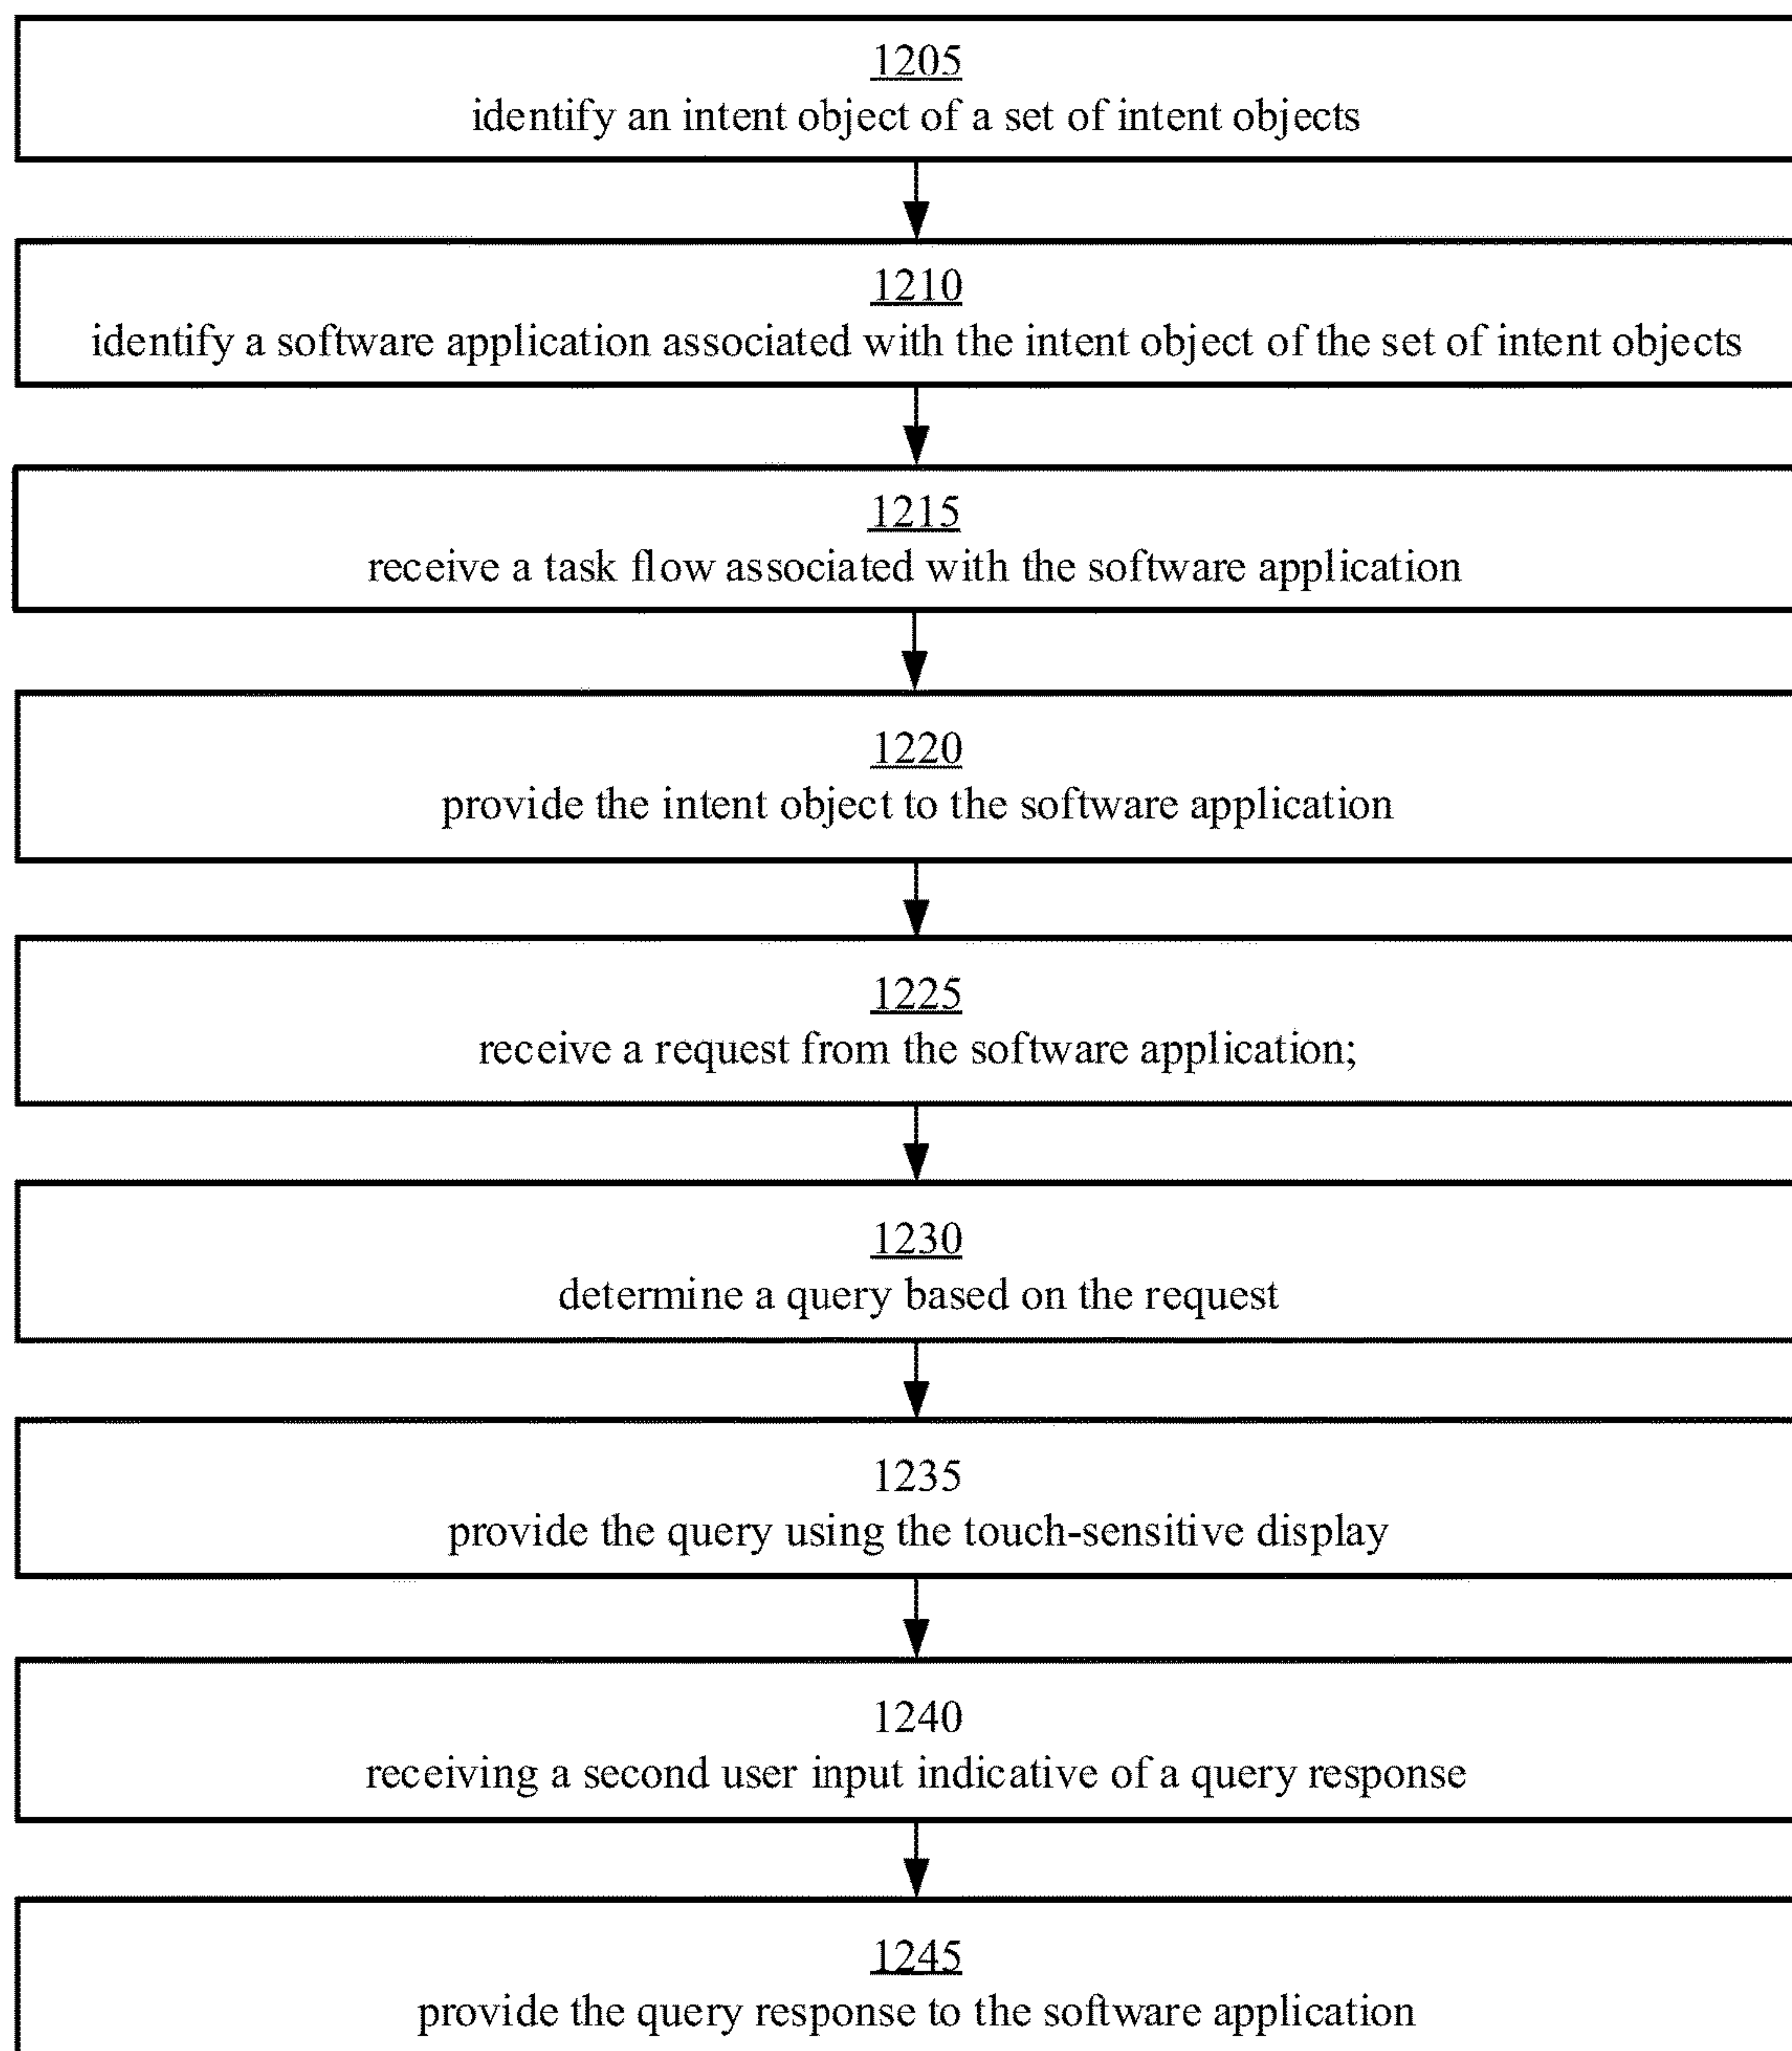 1205
identify an intent object of a set of intent objects
1210
identify a software application associated with the intent object of the set of intent objects
1215
receive a task flow associated with the software application
1220
provide the intent object to the software application
1225
receive a request from the software application;
1230
determine a query based on the request
1235
provide the query using the touch-sensitive display
1240
receiving a second user input indicative of a query response
1245
provide the query response to the software application